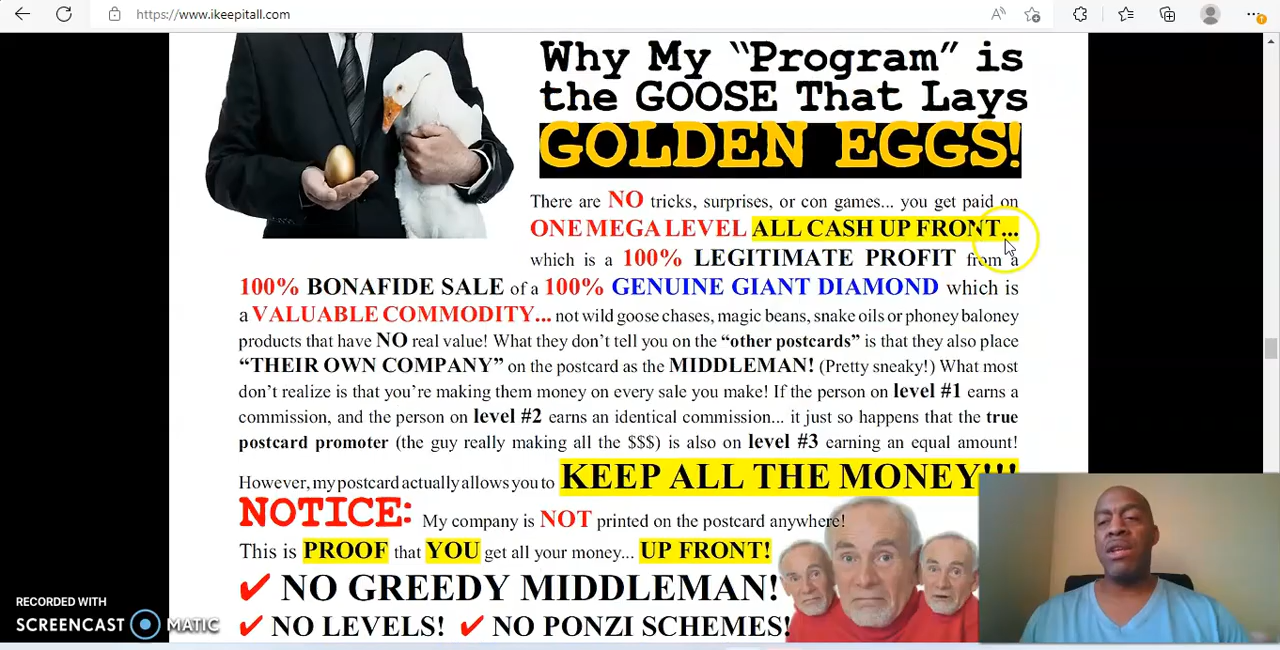 https://www.ikeepitall.com
Why My “Program” is
the GOOSE That Lays
GOLDEN EGGS!
There are NO tricks, surprises, or con games... you get paid on
ONE MEGA LEVEL ALL CASH UP FRONT...
which is a 100% LEGITIMATE PROFIT from a
100% BONAFIDE SALE of a 100% GENUINE GIANT DIAMOND which is
a VALUABLE COMMODITY... not wild goose chases, magic beans, snake oils or phoney baloney
products that have NO real value! What they don’t tell you on the “other postcards” is that they also place
“THEIR OWN COMPANY” on the postcard as the MIDDLEMAN! (Pretty sneaky!) What most
don’t realize is that you’re making them money on every sale you make! If the person on level #1 earns a
commission, and the person on level #2 earns an identical commission... it just so happens that the true
postcard promoter (the guy really making all the $$$) is also on level #3 earning an equal amount!
However, my postcard actually allows you to KEEP ALL THE MONEY!!!
NOTICE: My company is NOT printed on the postcard anywhere!
This is PROOF that YOU get all your money... UP FRONT!
✓ NO GREEDY MIDDLEMAN!
✓ NO LEVELS! ✓ NO PONZI SCHEMES!
RECORDED WITH
SCREENCAST MATIC